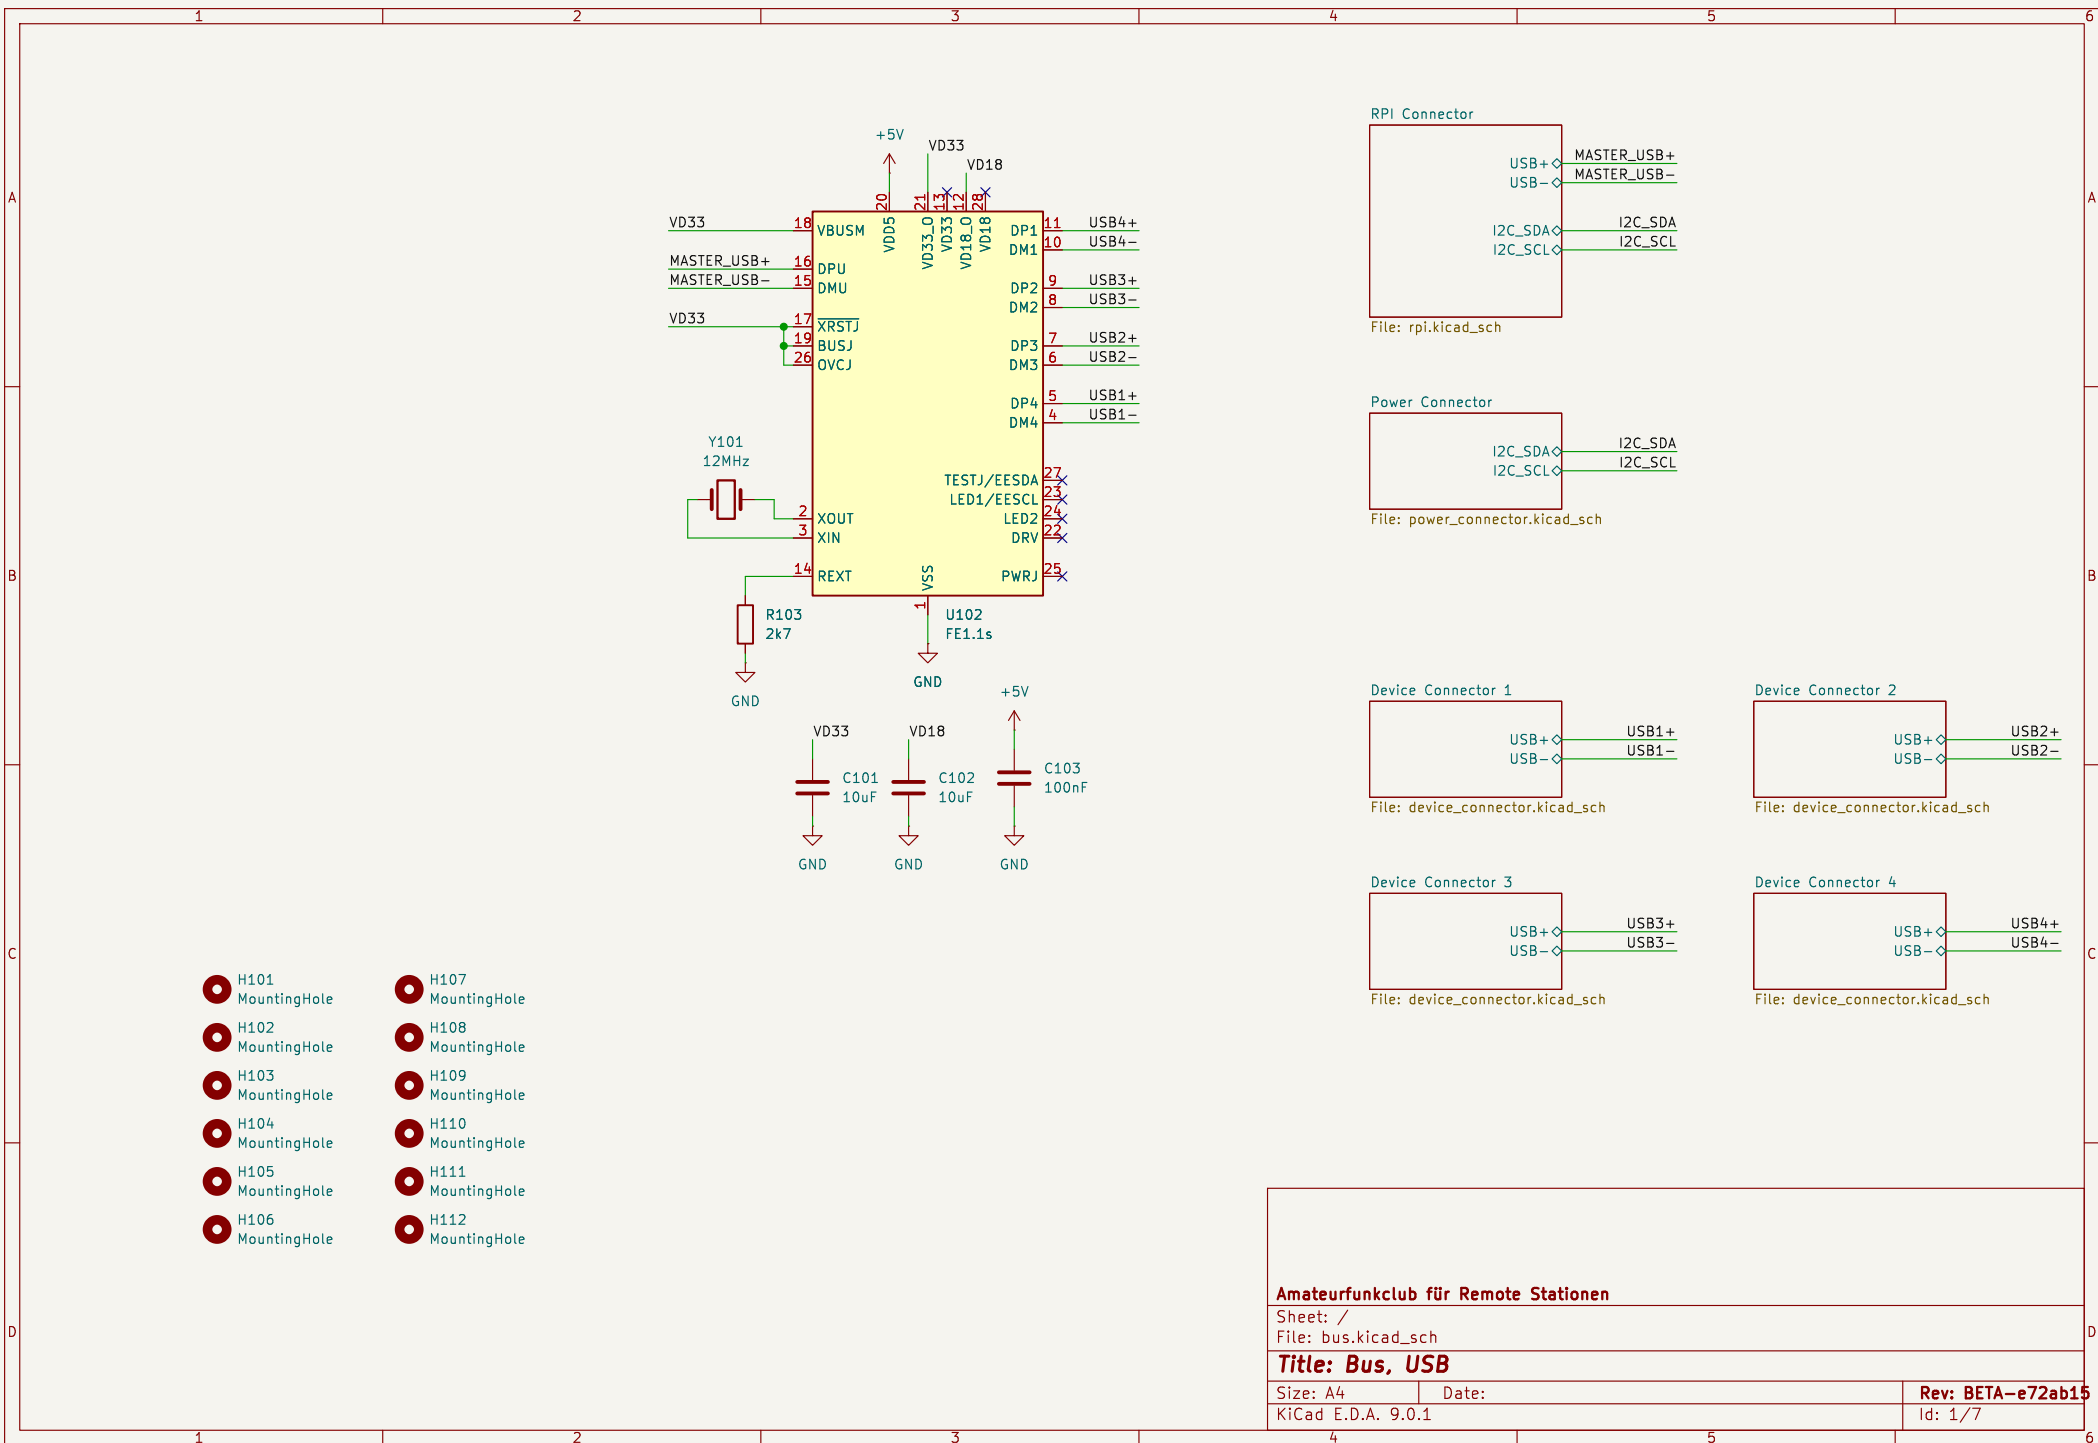 1 2 3 4 5 6
A
B
C
D
A
B
C
D
1 2 3 4 5 6
+5V
VD33
VD18
20 21 13 12 28
VDD5 VD33_O VD33 VD18_O VD18
VD33 18 VBUSM
MASTER_USB+ 16 DPU
MASTER_USB- 15 DMU
VD33 17 XRSTJ
19 BUSJ
26 OVCJ
Y101
12MHz
2 XOUT
3 XIN
14 REXT
R103
2k7
GND
DP1 11 USB4+
DM1 10 USB4-
DP2 9 USB3+
DM2 8 USB3-
DP3 7 USB2+
DM3 6 USB2-
DP4 5 USB1+
DM4 4 USB1-
TESTJ/EESDA 27
LED1/EESCL 23
LED2 24
DRV 22
PWRJ 25
VSS
1
U102
FE1.1s
GND
VD33
C101
10uF
GND
VD18
C102
10uF
GND
+5V
C103
100nF
GND
RPI Connector
USB+ MASTER_USB+
USB- MASTER_USB-
I2C_SDA I2C_SDA
I2C_SCL I2C_SCL
File: rpi.kicad_sch
Power Connector
I2C_SDA I2C_SDA
I2C_SCL I2C_SCL
File: power_connector.kicad_sch
Device Connector 1
USB+ USB1+
USB- USB1-
File: device_connector.kicad_sch
Device Connector 2
USB+ USB2+
USB- USB2-
File: device_connector.kicad_sch
Device Connector 3
USB+ USB3+
USB- USB3-
File: device_connector.kicad_sch
Device Connector 4
USB+ USB4+
USB- USB4-
File: device_connector.kicad_sch
H101
MountingHole
H102
MountingHole
H103
MountingHole
H104
MountingHole
H105
MountingHole
H106
MountingHole
H107
MountingHole
H108
MountingHole
H109
MountingHole
H110
MountingHole
H111
MountingHole
H112
MountingHole
Amateurfunkclub für Remote Stationen
Sheet: /
File: bus.kicad_sch
Title: Bus, USB
Size: A4 Date: Rev: BETA-e72ab15
KiCad E.D.A. 9.0.1 Id: 1/7